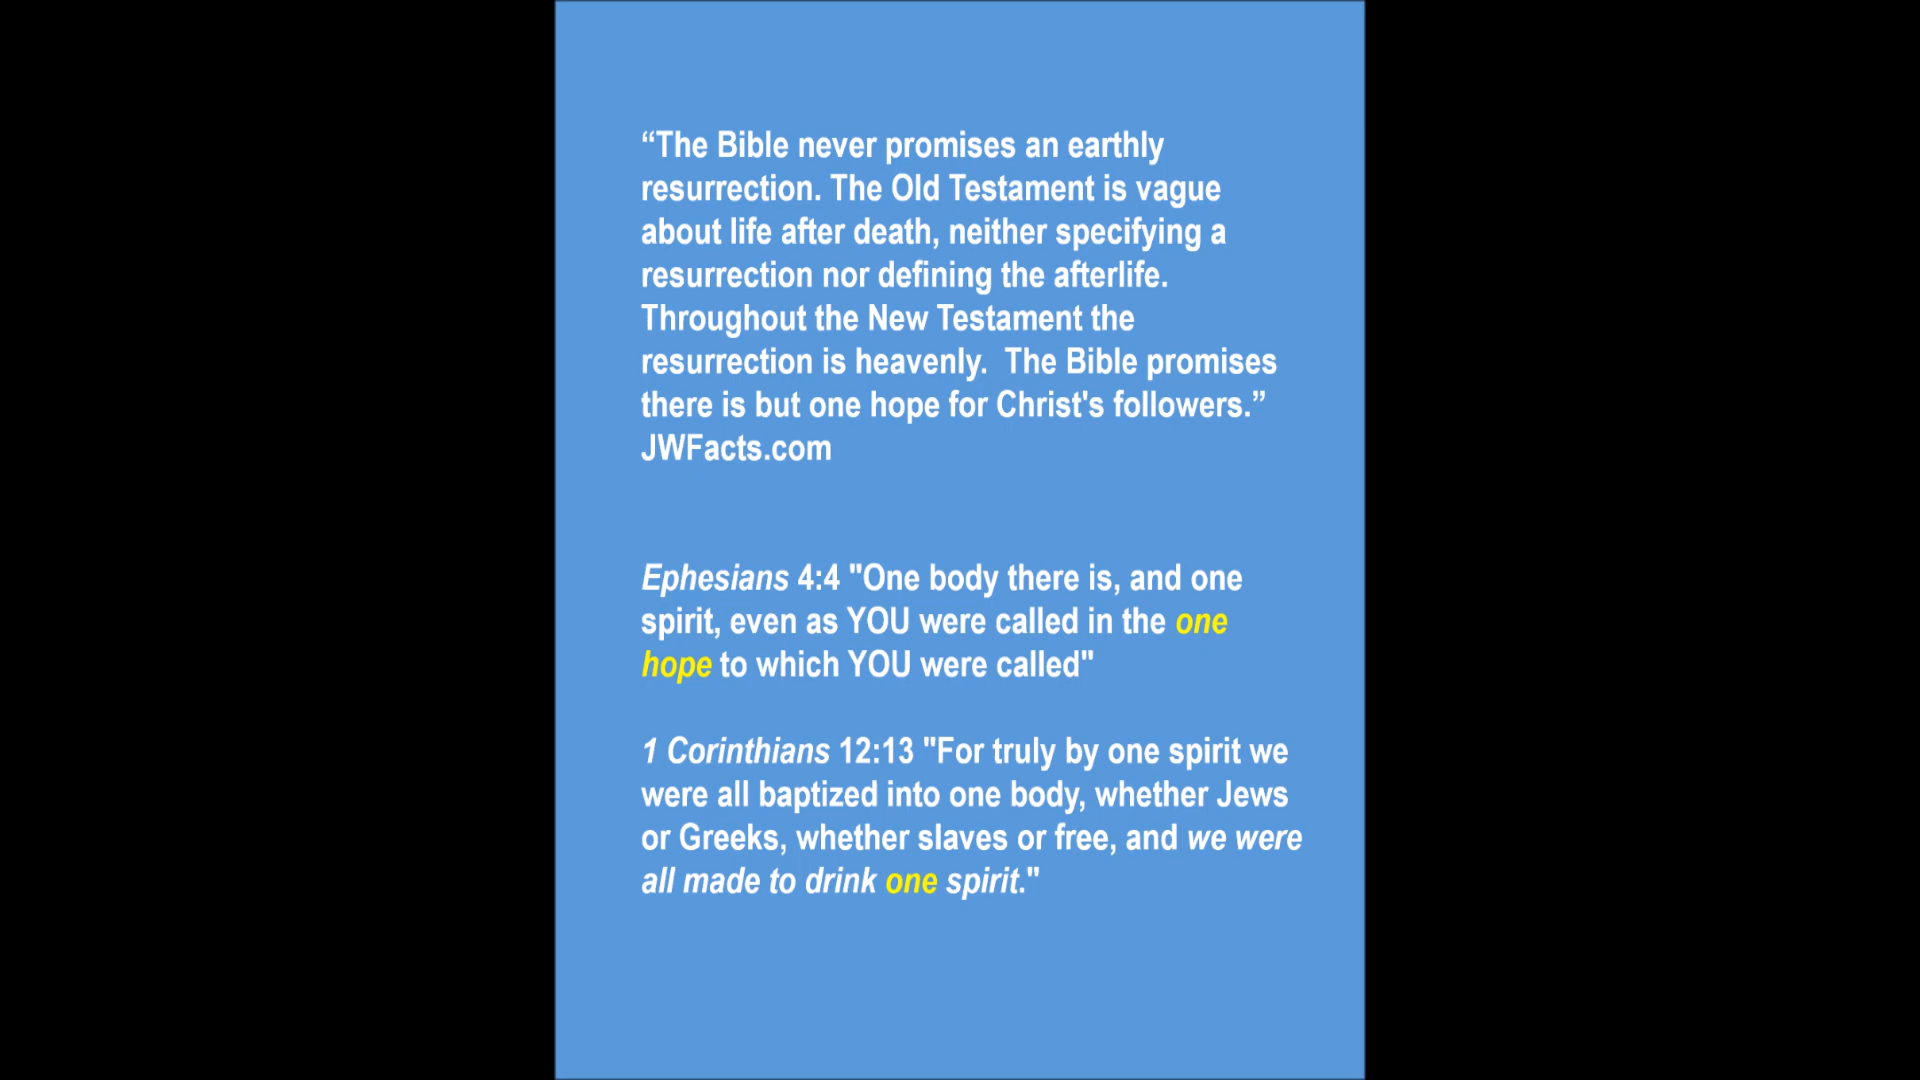 “The Bible never promises an earthly
resurrection. The Old Testament is vague
about life after death, neither specifying a
resurrection nor defining the afterlife.
Throughout the New Testament the
resurrection is heavenly.  The Bible promises
there is but one hope for Christ's followers.”
JWFacts.com
Ephesians 4:4 "One body there is, and one
spirit, even as YOU were called in the one
hope to which YOU were called"
1 Corinthians 12:13 "For truly by one spirit we
were all baptized into one body, whether Jews
or Greeks, whether slaves or free, and we were
all made to drink one spirit."